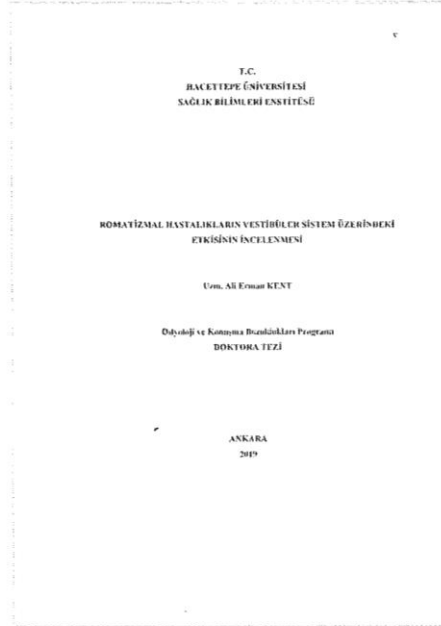 T.C.
HACETTEPE ÜNİVERSİTESİ
SAĞLIK BİLİMLERİ ENSTİTÜSÜ
ROMATİZMAL HASTALIKLARIN VESTİBÜLER SİSTEM ÜZERİNDEKİ
ETKİSİNİN İNCELENMESİ
Uzm. Ali Erman KENT
Odyoloji ve Konuşma Bozuklukları Programı
DOKTORA TEZİ
ANKARA
2019